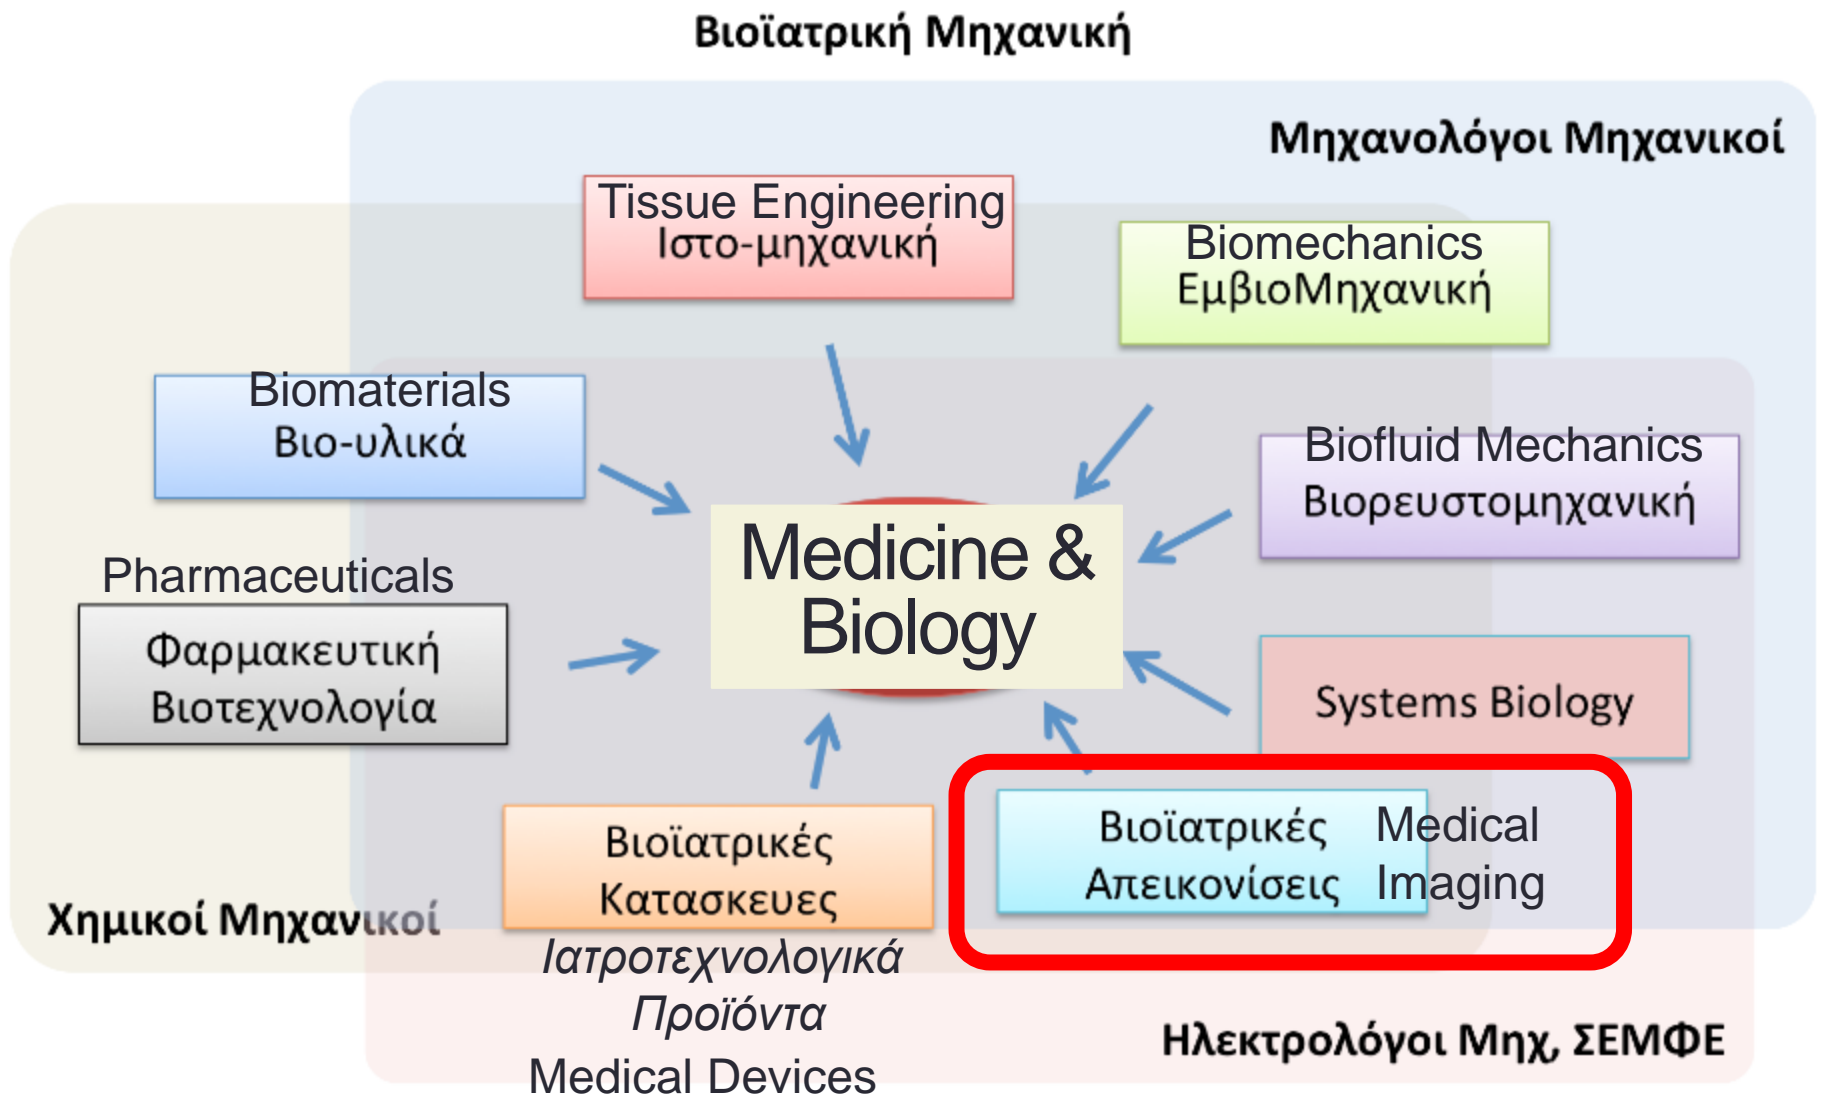 Βιοϊατρική Μηχανική
Μηχανολόγοι Μηχανικοί
Tissue Engineering
Ιστο-μηχανική
Biomechanics
ΕμβιοΜηχανική
Biomaterials
Βιο-υλικά
Biofluid Mechanics
Βιορευστομηχανική
Medicine &
Biology
Pharmaceuticals
Φαρμακευτική
Βιοτεχνολογία
Systems Biology
Βιοϊατρικές
Κατασκευες
Ιατροτεχνολογικά
Προϊόντα
Medical Devices
Βιοϊατρικές
Απεικονίσεις
Medical
Imaging
Χημικοί Μηχανικοί
Ηλεκτρολόγοι Μηχ, ΣΕΜΦΕ